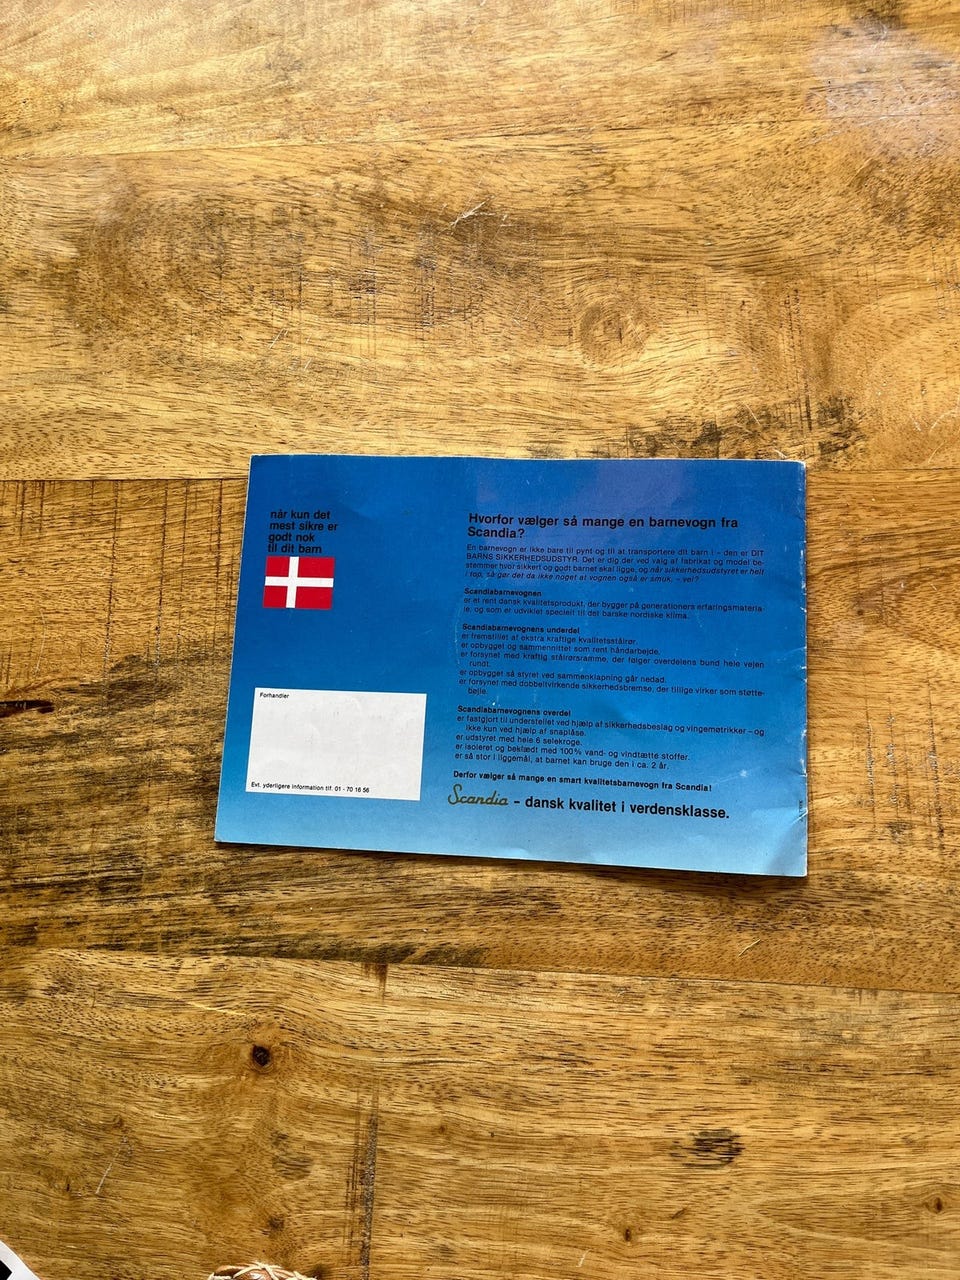 når kun det
mest sikre er
godt nok
til dit barn
Forhandler
Evt. yderligere information tlf. 01 - 70 16 56
Hvorfor vælger så mange en barnevogn fra
Scandia?
En barnevogn er ikke bare til pynt og til at transportere dit barn i – den er DIT
BARNS SIKKERHEDSUDSTYR. Det er dig der ved valg af fabrikat og model be-
stemmer hvor sikkert og godt barnet skal ligge, og når sikkerhedsudstyret er helt
i top, så gør det da ikke noget at vognen også er smuk, – vel?
Scandiabarnevognen
er et rent dansk kvalitetsprodukt, der bygger på generationers erfaringsmateria-
le, og som er udviklet specielt til det barske nordiske klima.
Scandiabarnevognens underdel
er fremstillet af ekstra kraftige kvalitetsstålrør.
er opbygget og sammennittet som rent håndarbejde.
er forsynet med kraftig stålrørsramme, der følger overdelens bund hele vejen
rundt.
er opbygget så styret ved sammenklapning går nedad.
er forsynet med dobbeltvirkende sikkerhedsbremse, der tillige virker som støtte-
bøjle.
Scandiabarnevognens overdel
er fastgjort til understellet ved hjælp af sikkerhedsbeslag og vingemøtrikker – og
ikke kun ved hjælp af snaplåse.
er udstyret med hele 6 selekroge.
er isoleret og beklædt med 100% vand- og vindtætte stoffer.
er så stor i liggemål, at barnet kan bruge den i ca. 2 år.
Derfor vælger så mange en smart kvalitetsbarnevogn fra Scandia!
Scandia – dansk kvalitet i verdensklasse.